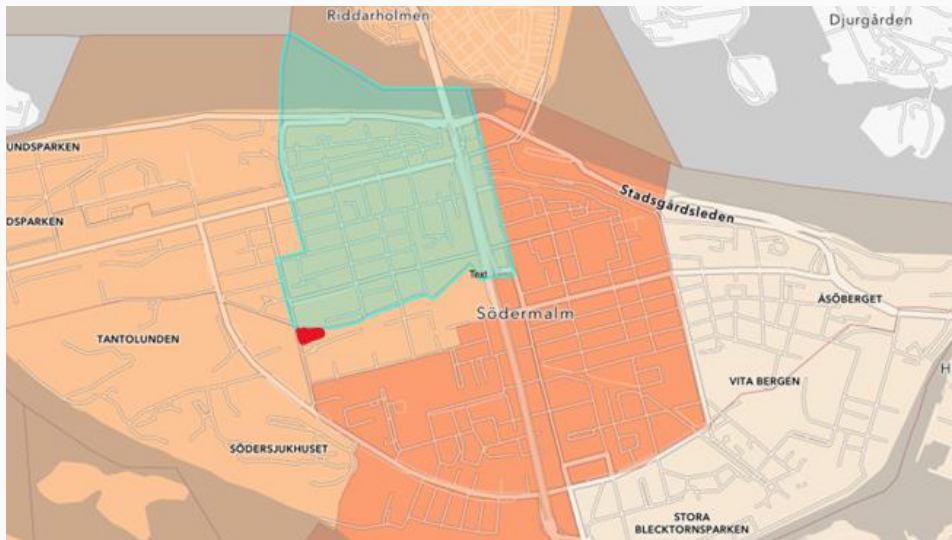 Riddarholmen
Djurgården
UNDSPARKEN
DSPARKEN
Stadsgårdsleden
Text
Södermalm
ÅSÖBERGET
TANTOLUNDEN
VITA BERGEN
H
SÖDERSJUKHUSET
STORA
BLECKTORNSPARKEN